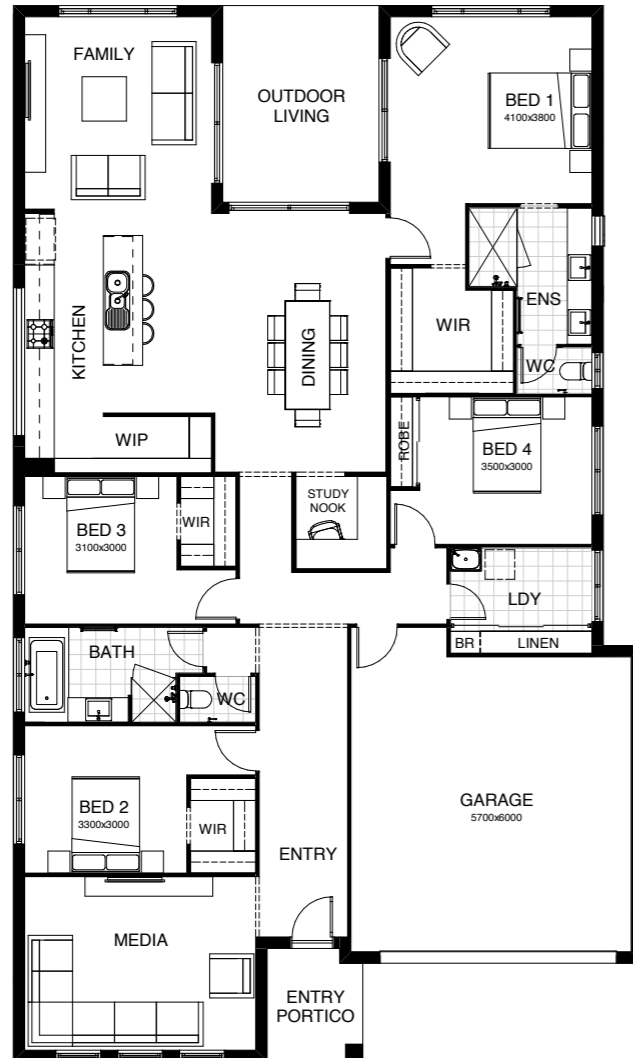 FAMILY
OUTDOOR
LIVING
BED 1
4100x3800
KITCHEN
DINING
WIR
ENS
WC
WIP
ROBE
BED 4
3500x3000
BED 3
3100x3000
WIR
STUDY
NOOK
LDY
BR
LINEN
BATH
WC
BED 2
3300x3000
WIR
ENTRY
GARAGE
5700x6000
MEDIA
ENTRY
PORTICO